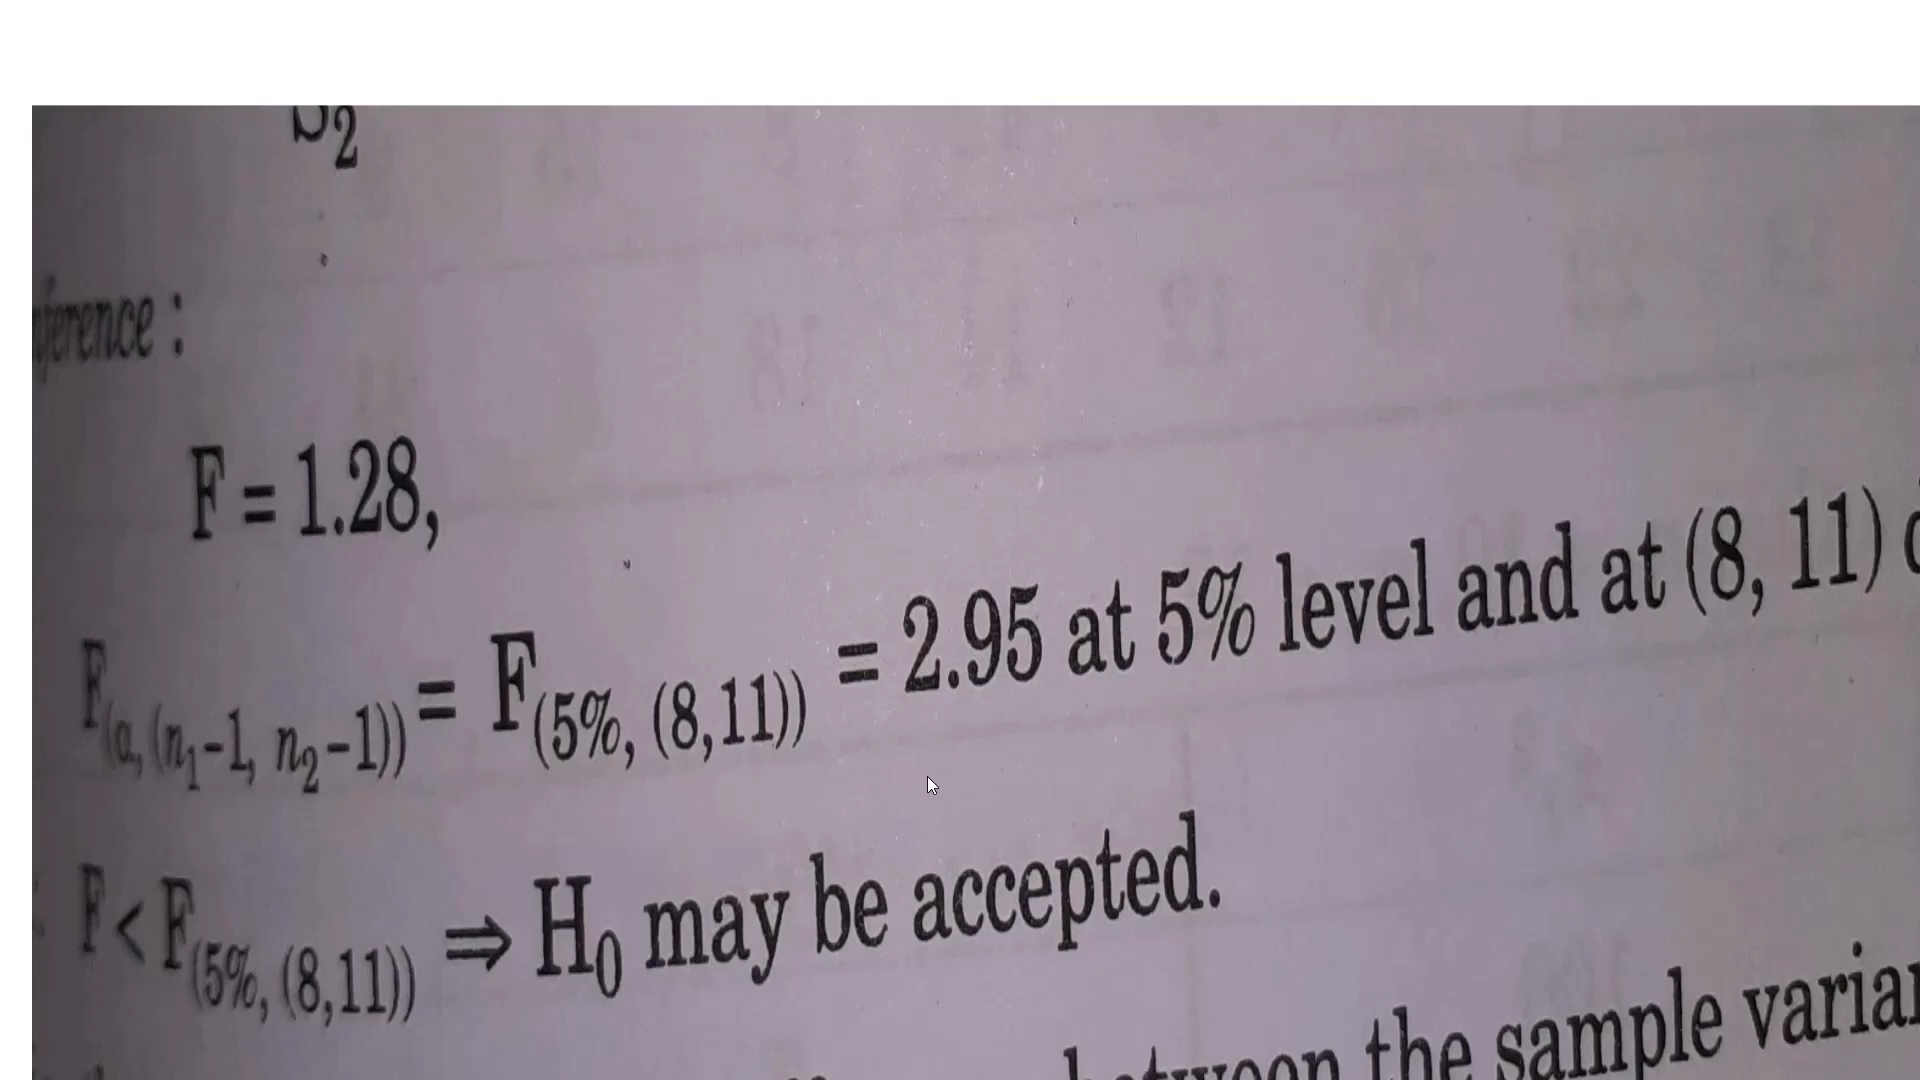 S2
ference :
F = 1.28,
F(α, (n1-1, n2-1)) = F(5%, (8,11)) = 2.95 at 5% level and at (8, 11)
F < F(5%, (8,11)) ⇒ H0 may be accepted.
between the sample